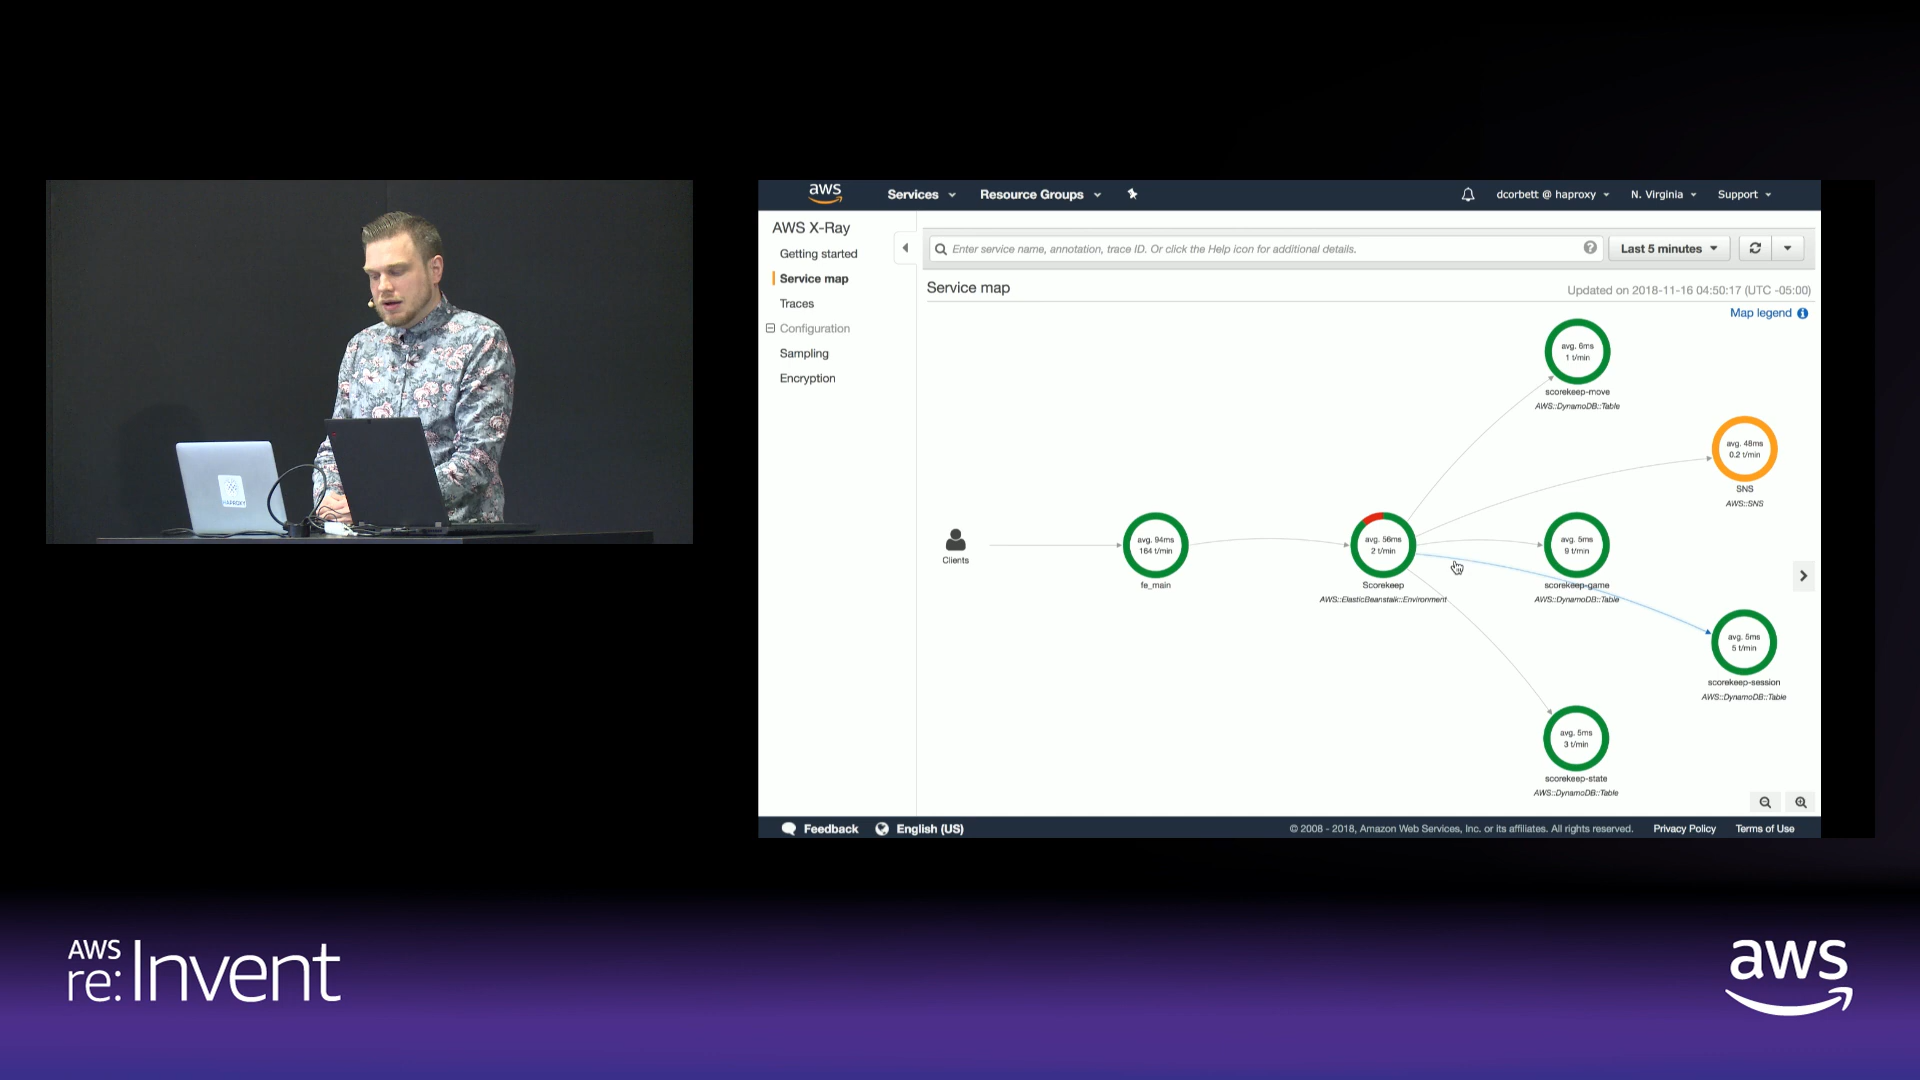 aws
Services
Resource Groups
dcorbett @ haproxy
N. Virginia
Support
AWS X-Ray
Getting started
Service map
Traces
Configuration
Sampling
Encryption
Enter service name, annotation, trace ID. Or click the Help icon for additional details.
Last 5 minutes
Service map
Updated on 2018-11-16 04:50:17 (UTC -05:00)
Map legend
avg. 6ms
1 t/min
scorekeep-move
AWS::DynamoDB::Table
avg. 48ms
0.2 t/min
SNS
AWS::SNS
Clients
avg. 94ms
164 t/min
fe_main
avg. 56ms
2 t/min
Scorekeep
AWS::ElasticBeanstalk::Environment
avg. 5ms
9 t/min
scorekeep-game
AWS::DynamoDB::Table
avg. 5ms
5 t/min
scorekeep-session
AWS::DynamoDB::Table
avg. 5ms
3 t/min
scorekeep-state
AWS::DynamoDB::Table
Feedback
English (US)
© 2008 - 2018, Amazon Web Services, Inc. or its affiliates. All rights reserved.
Privacy Policy
Terms of Use
HAPROXY
AWS
re:Invent
aws